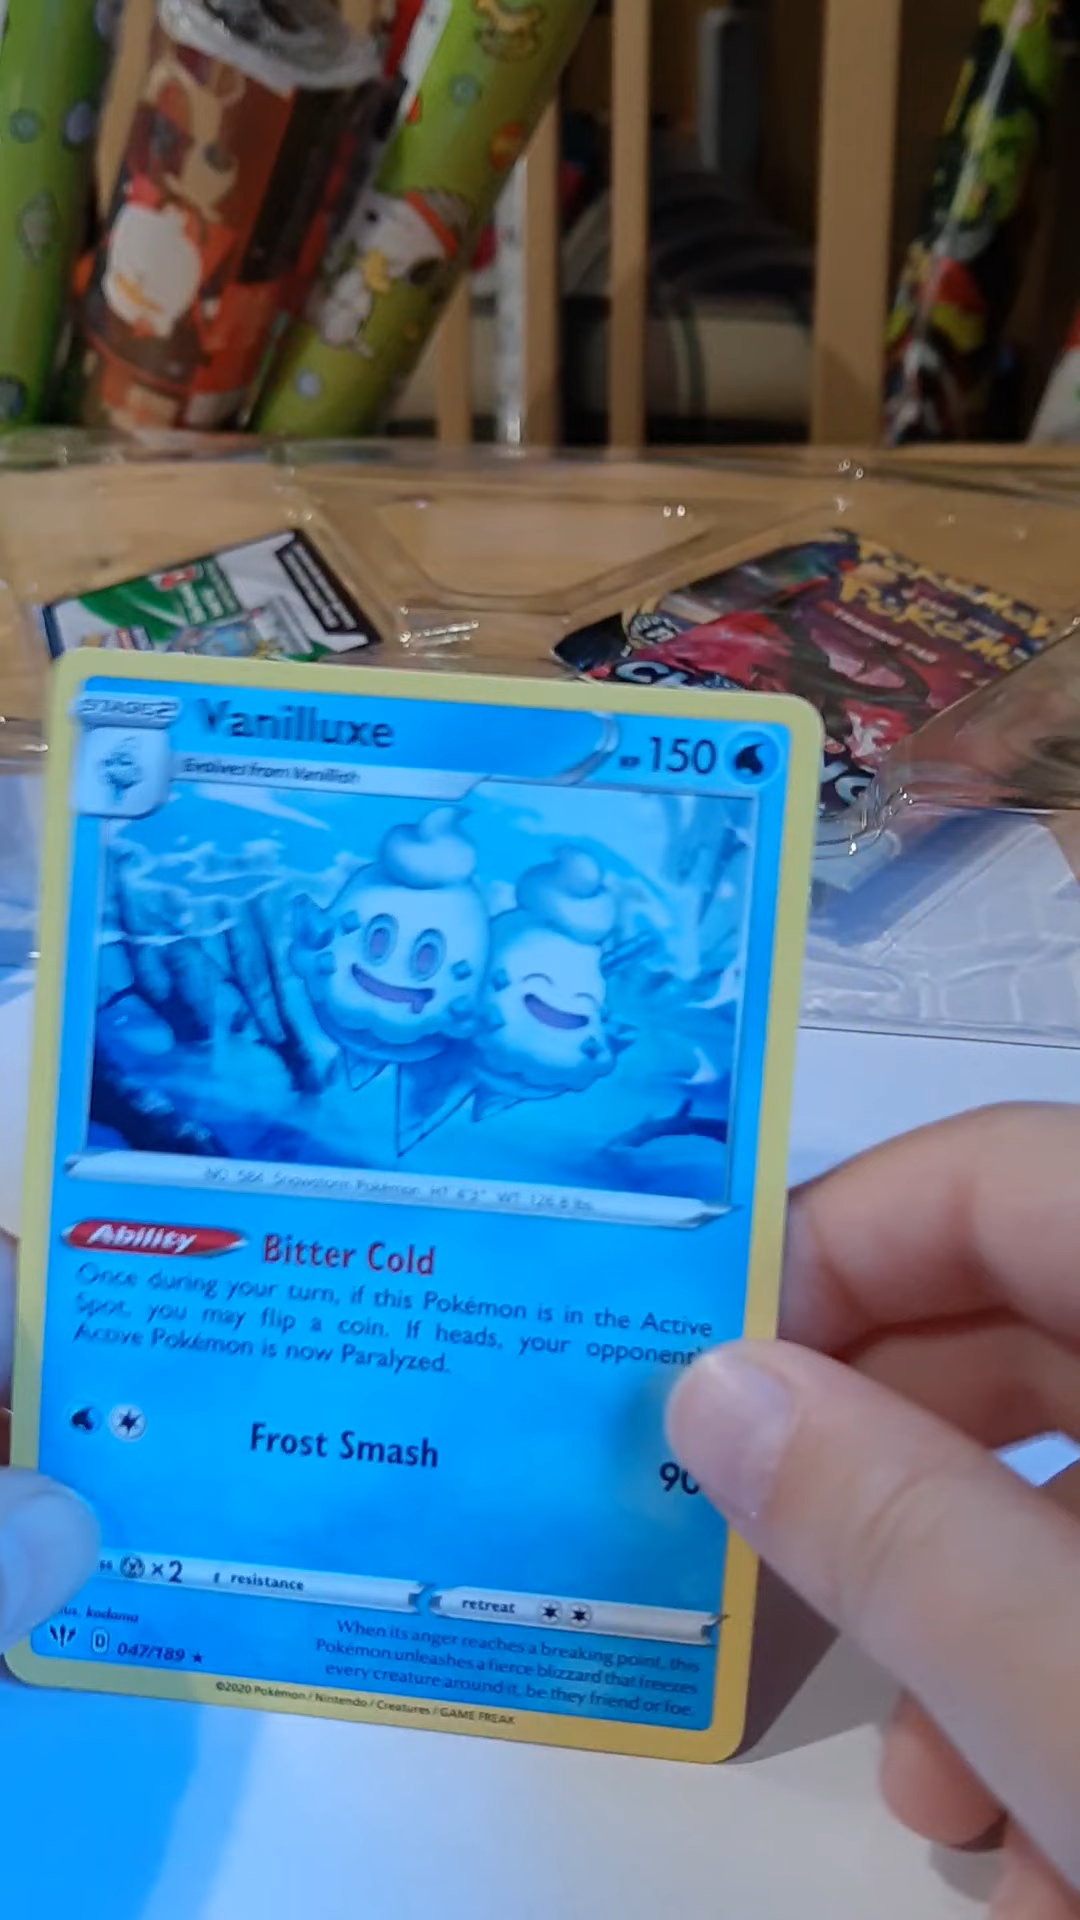 POKÉMON
STAGE 2
Vanilluxe
HP 150
Evolves from Vanillish
NO. 584 Snowstorm Pokémon HT 4'3" WT 126.8 lbs.
Ability Bitter Cold
Once during your turn, if this Pokémon is in the Active
Spot, you may flip a coin. If heads, your opponent's
Active Pokémon is now Paralyzed.
Frost Smash
90
×2
resistance
retreat
kodama
D 047/189 ★
When its anger reaches a breaking point, this
Pokémon unleashes a fierce blizzard that freezes
every creature around it, be they friend or foe.
©2020 Pokémon / Nintendo / Creatures / GAME FREAK